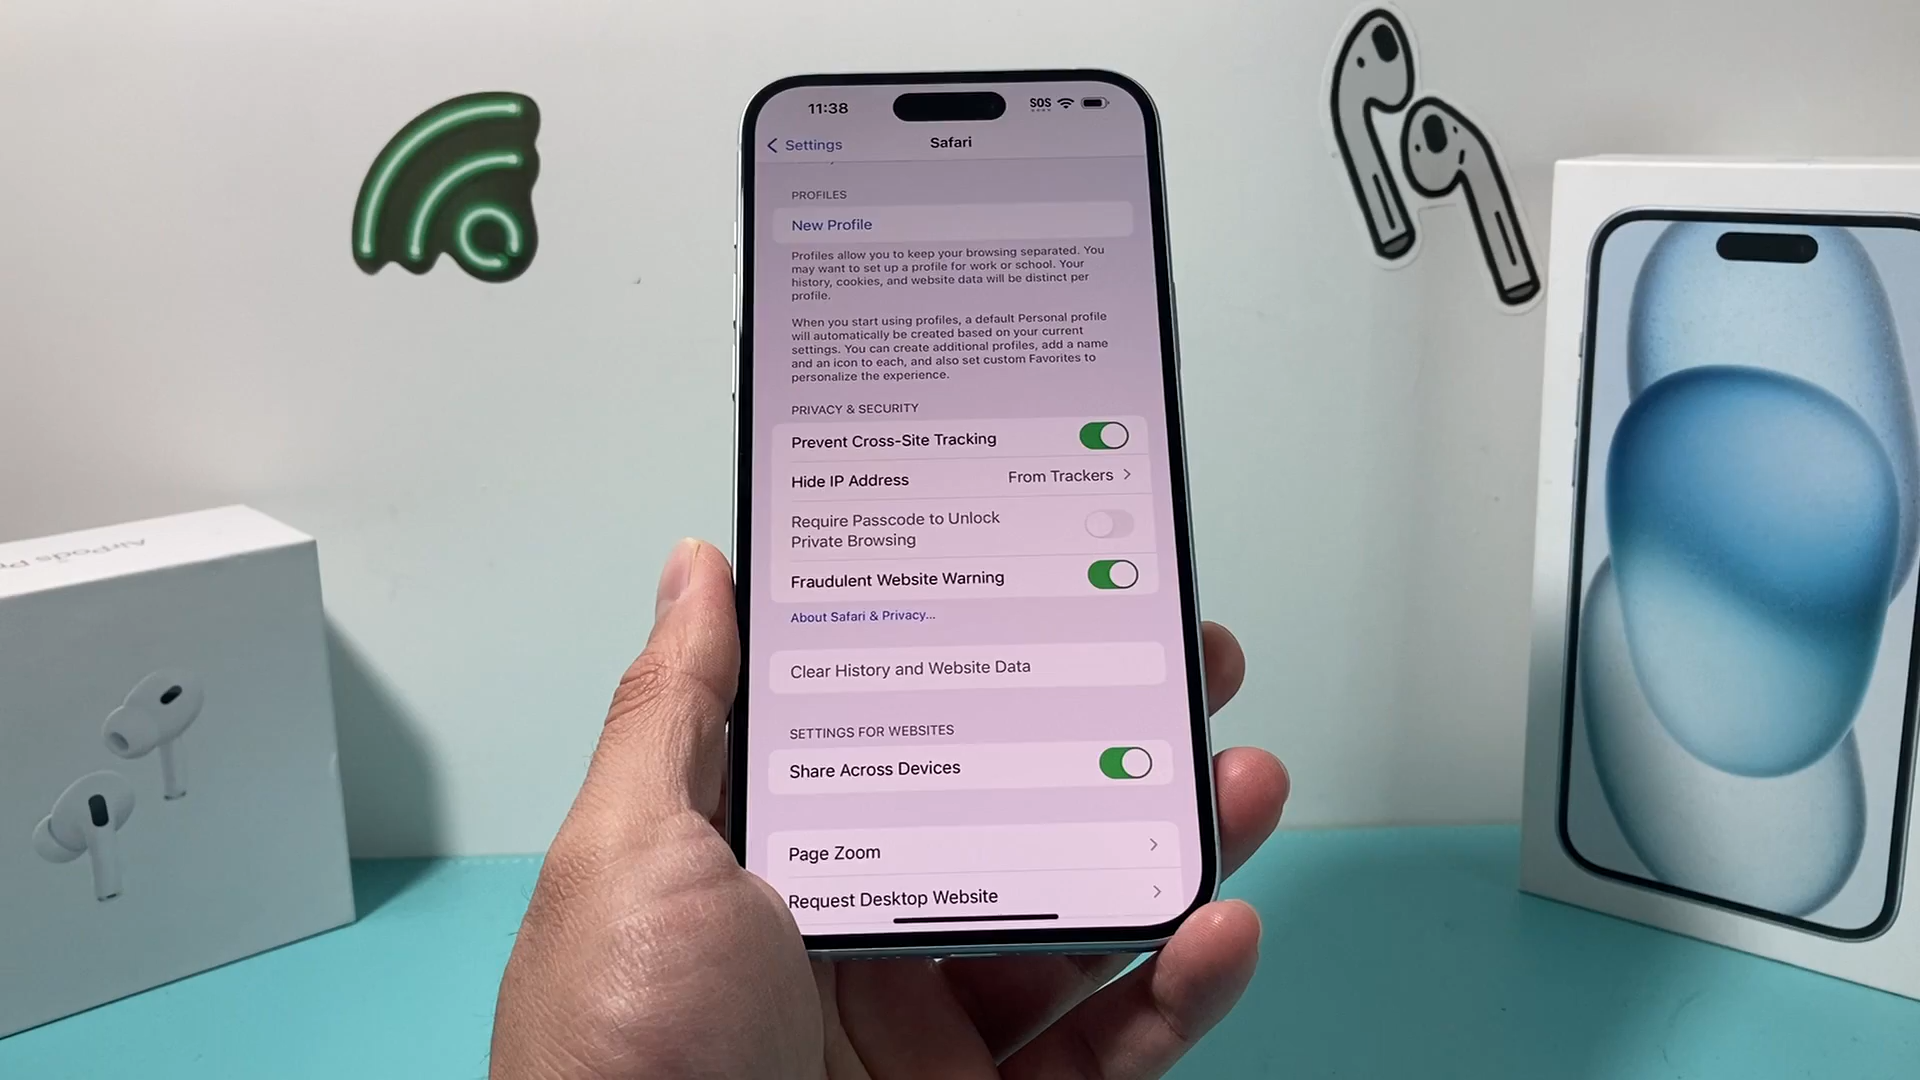 11:38
SOS
Settings
Safari
PROFILES
New Profile
Profiles allow you to keep your browsing separated. You
may want to set up a profile for work or school. Your
history, cookies, and website data will be distinct per
profile.
When you start using profiles, a default Personal profile
will automatically be created based on your current
settings. You can create additional profiles, add a name
and an icon to each, and also set custom Favorites to
personalize the experience.
PRIVACY & SECURITY
Prevent Cross-Site Tracking
Hide IP Address From Trackers
Require Passcode to Unlock
Private Browsing
Fraudulent Website Warning
About Safari & Privacy...
Clear History and Website Data
SETTINGS FOR WEBSITES
Share Across Devices
Page Zoom
Request Desktop Website
AirPods Pr